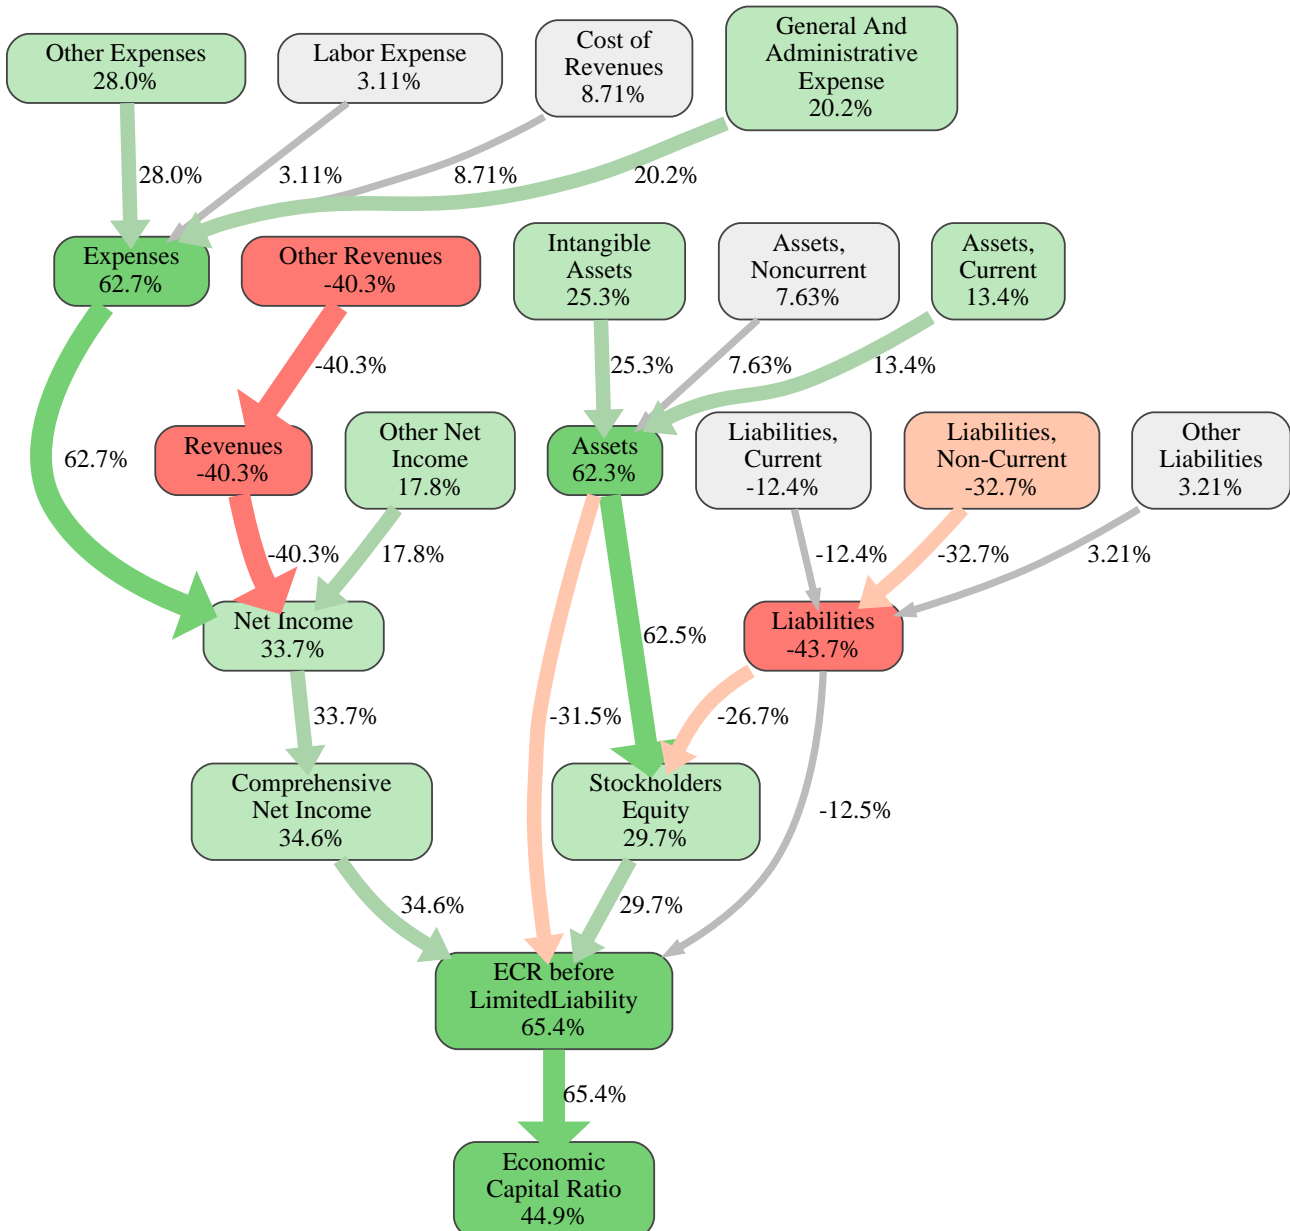 Other Expenses
28.0%
Labor Expense
3.11%
Cost of
Revenues
8.71%
General And
Administrative
Expense
20.2%
28.0%
3.11%
8.71%
20.2%
Expenses
62.7%
Other Revenues
-40.3%
Intangible
Assets
25.3%
Assets,
Noncurrent
7.63%
Assets,
Current
13.4%
-40.3%
25.3%
7.63%
13.4%
62.7%
Revenues
-40.3%
Other Net
Income
17.8%
Assets
62.3%
Liabilities,
Current
-12.4%
Liabilities,
Non-Current
-32.7%
Other
Liabilities
3.21%
-40.3%
17.8%
-12.4%
-32.7%
3.21%
Net Income
33.7%
62.5%
Liabilities
-43.7%
33.7%
-31.5%
-26.7%
Comprehensive
Net Income
34.6%
Stockholders
Equity
29.7%
-12.5%
34.6%
29.7%
ECR before
LimitedLiability
65.4%
65.4%
Economic
Capital Ratio
44.9%